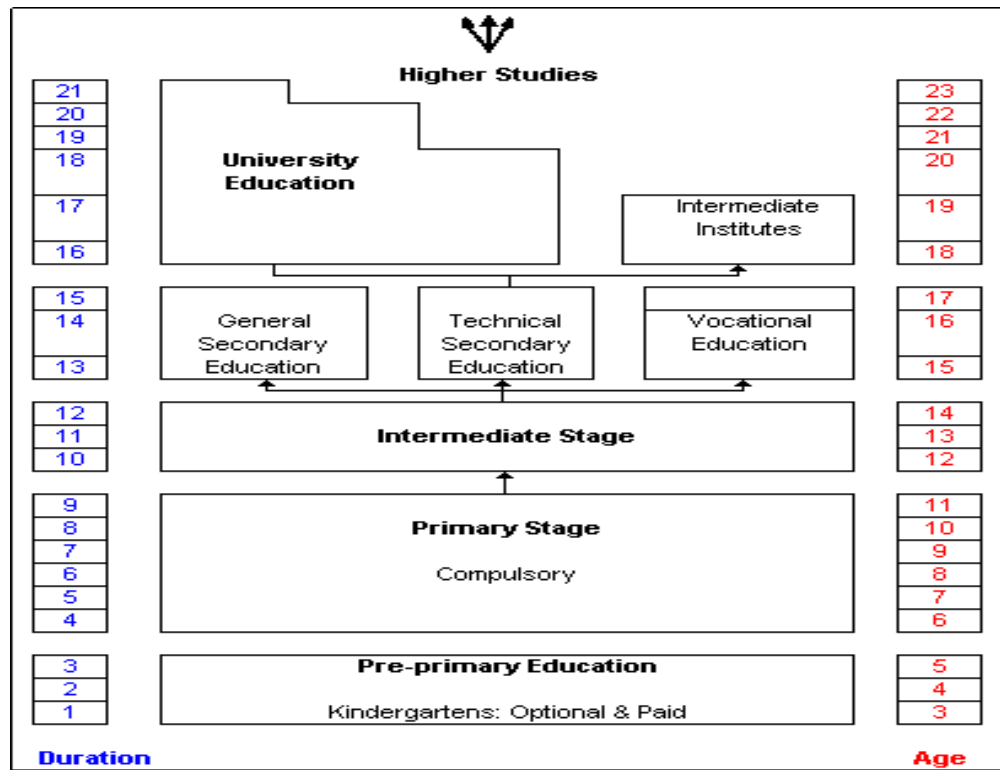 Higher Studies
21 23
20 22
19 21
18 University 20
Education
17 Intermediate 19
Institutes
16 18
15 17
14 General Technical Vocational 16
Secondary Secondary Education
13 Education Education 15
12 14
11 Intermediate Stage 13
10 12
9 11
8 Primary Stage 10
7 9
6 Compulsory 8
5 7
4 6
3 Pre-primary Education 5
2 4
1 Kindergartens: Optional & Paid 3
Duration Age